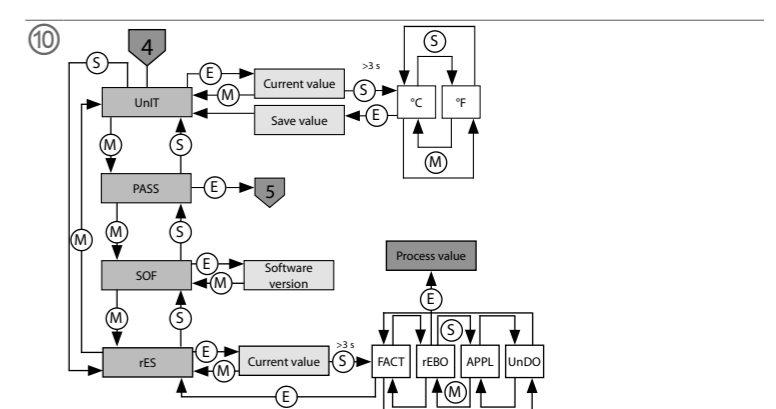 10
4
S
E
Current value
>3 s
S
S
UnIT
M
°C
°F
Save value
E
M
S
M
PASS
E
5
M
M
S
Process value
SOF
E
Software
version
M
E
M
S
>3 s
S
rES
E
Current value
S
FACT
rEBO
APPL
UnDO
M
M
E